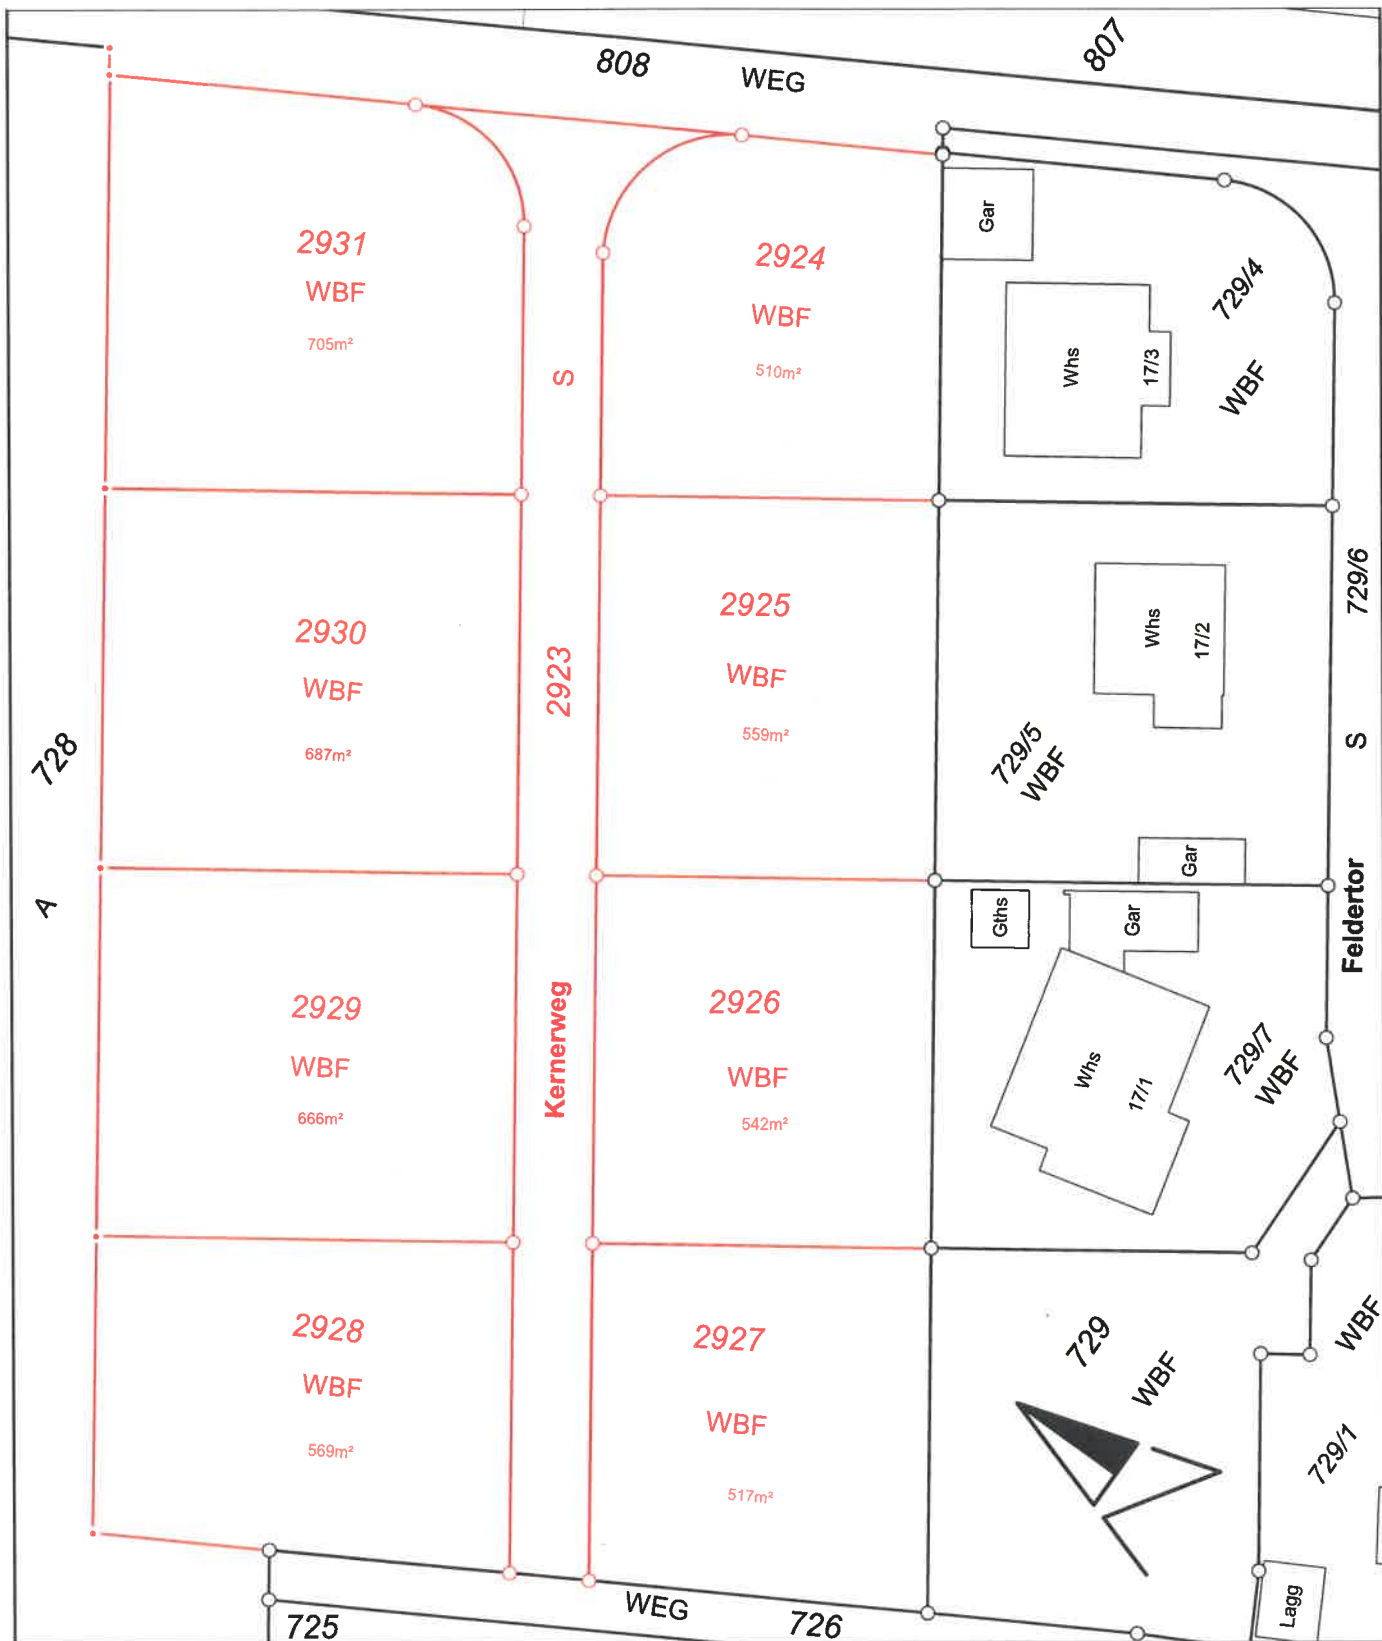 808
WEG
807
2931
WBF
705m²
S
2924
WBF
510m²
Gar
Whs
17/3
729/4
WBF
2930
WBF
687m²
2923
2925
WBF
559m²
Whs
17/2
729/6
729/5
WBF
S
Gar
728
A
2929
WBF
666m²
Kernerweg
2926
WBF
542m²
Gths
Gar
Whs
17/1
729/7
WBF
Feldertor
2928
WBF
569m²
2927
WBF
517m²
729
WBF
WBF
729/1
Lagg
725
WEG
726